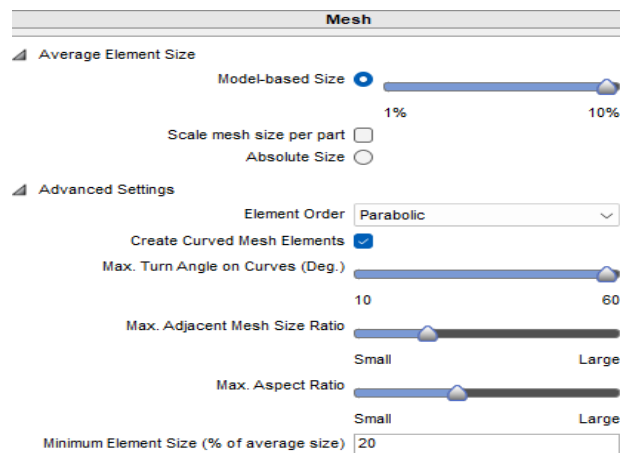 Mesh
Average Element Size
Model-based Size
1% 10%
Scale mesh size per part
Absolute Size
Advanced Settings
Element Order Parabolic
Create Curved Mesh Elements
Max. Turn Angle on Curves (Deg.)
10 60
Max. Adjacent Mesh Size Ratio
Small Large
Max. Aspect Ratio
Small Large
Minimum Element Size (% of average size) 20